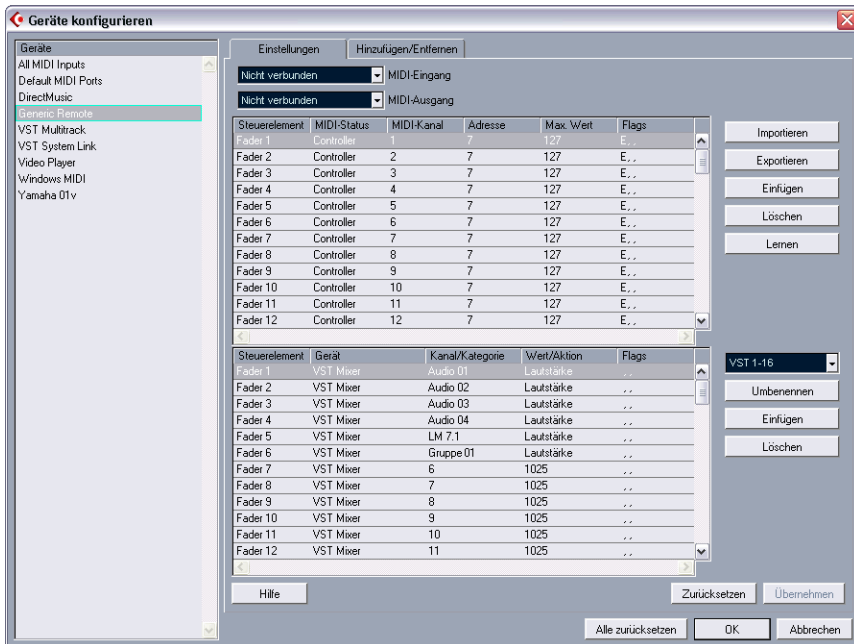 Geräte konfigurieren
Geräte
All MIDI Inputs
Default MIDI Ports
DirectMusic
Generic Remote
VST Multitrack
VST System Link
Video Player
Windows MIDI
Yamaha 01v
Einstellungen Hinzufügen/Entfernen
Nicht verbunden MIDI-Eingang
Nicht verbunden MIDI-Ausgang
Steuerelement MIDI-Status MIDI-Kanal Adresse Max. Wert Flags
Fader 1 Controller 1 7 127 E, ,
Fader 2 Controller 2 7 127 E, ,
Fader 3 Controller 3 7 127 E, ,
Fader 4 Controller 4 7 127 E, ,
Fader 5 Controller 5 7 127 E, ,
Fader 6 Controller 6 7 127 E, ,
Fader 7 Controller 7 7 127 E, ,
Fader 8 Controller 8 7 127 E, ,
Fader 9 Controller 9 7 127 E, ,
Fader 10 Controller 10 7 127 E, ,
Fader 11 Controller 11 7 127 E, ,
Fader 12 Controller 12 7 127 E, ,
Importieren
Exportieren
Einfügen
Löschen
Lernen
Steuerelement Gerät Kanal/Kategorie Wert/Aktion Flags
Fader 1 VST Mixer Audio 01 Lautstärke , ,
Fader 2 VST Mixer Audio 02 Lautstärke , ,
Fader 3 VST Mixer Audio 03 Lautstärke , ,
Fader 4 VST Mixer Audio 04 Lautstärke , ,
Fader 5 VST Mixer LM 7.1 Lautstärke , ,
Fader 6 VST Mixer Gruppe 01 Lautstärke , ,
Fader 7 VST Mixer 6 1025 , ,
Fader 8 VST Mixer 7 1025 , ,
Fader 9 VST Mixer 8 1025 , ,
Fader 10 VST Mixer 9 1025 , ,
Fader 11 VST Mixer 10 1025 , ,
Fader 12 VST Mixer 11 1025 , ,
VST 1-16
Umbenennen
Einfügen
Löschen
Hilfe Zurücksetzen Übernehmen
Alle zurücksetzen OK Abbrechen